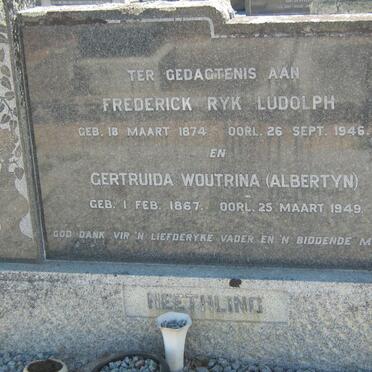 TER GEDAGTENIS AAN
FREDERICK RYK LUDOLPH
GEB. 18 MAART 1874 OORL. 26 SEPT. 1946.
EN
GERTRUIDA WOUTRINA (ALBERTYN)
GEB. 1 FEB. 1867. OORL. 25 MAART 1949.
GOD DANK VIR 'N LIEFDERYKE VADER EN 'N BIDDENDE M
HEETHLING